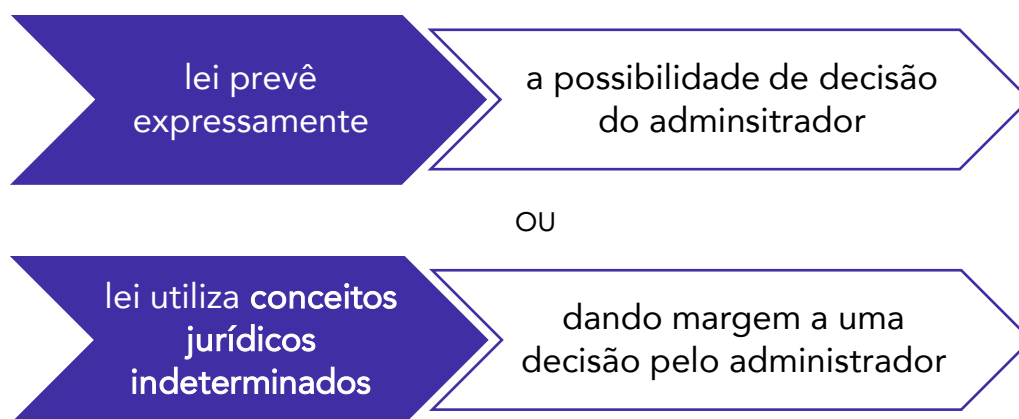 lei prevê
expressamente
a possibilidade de decisão
do adminsitrador
OU
lei utiliza conceitos
jurídicos
indeterminados
dando margem a uma
decisão pelo administrador